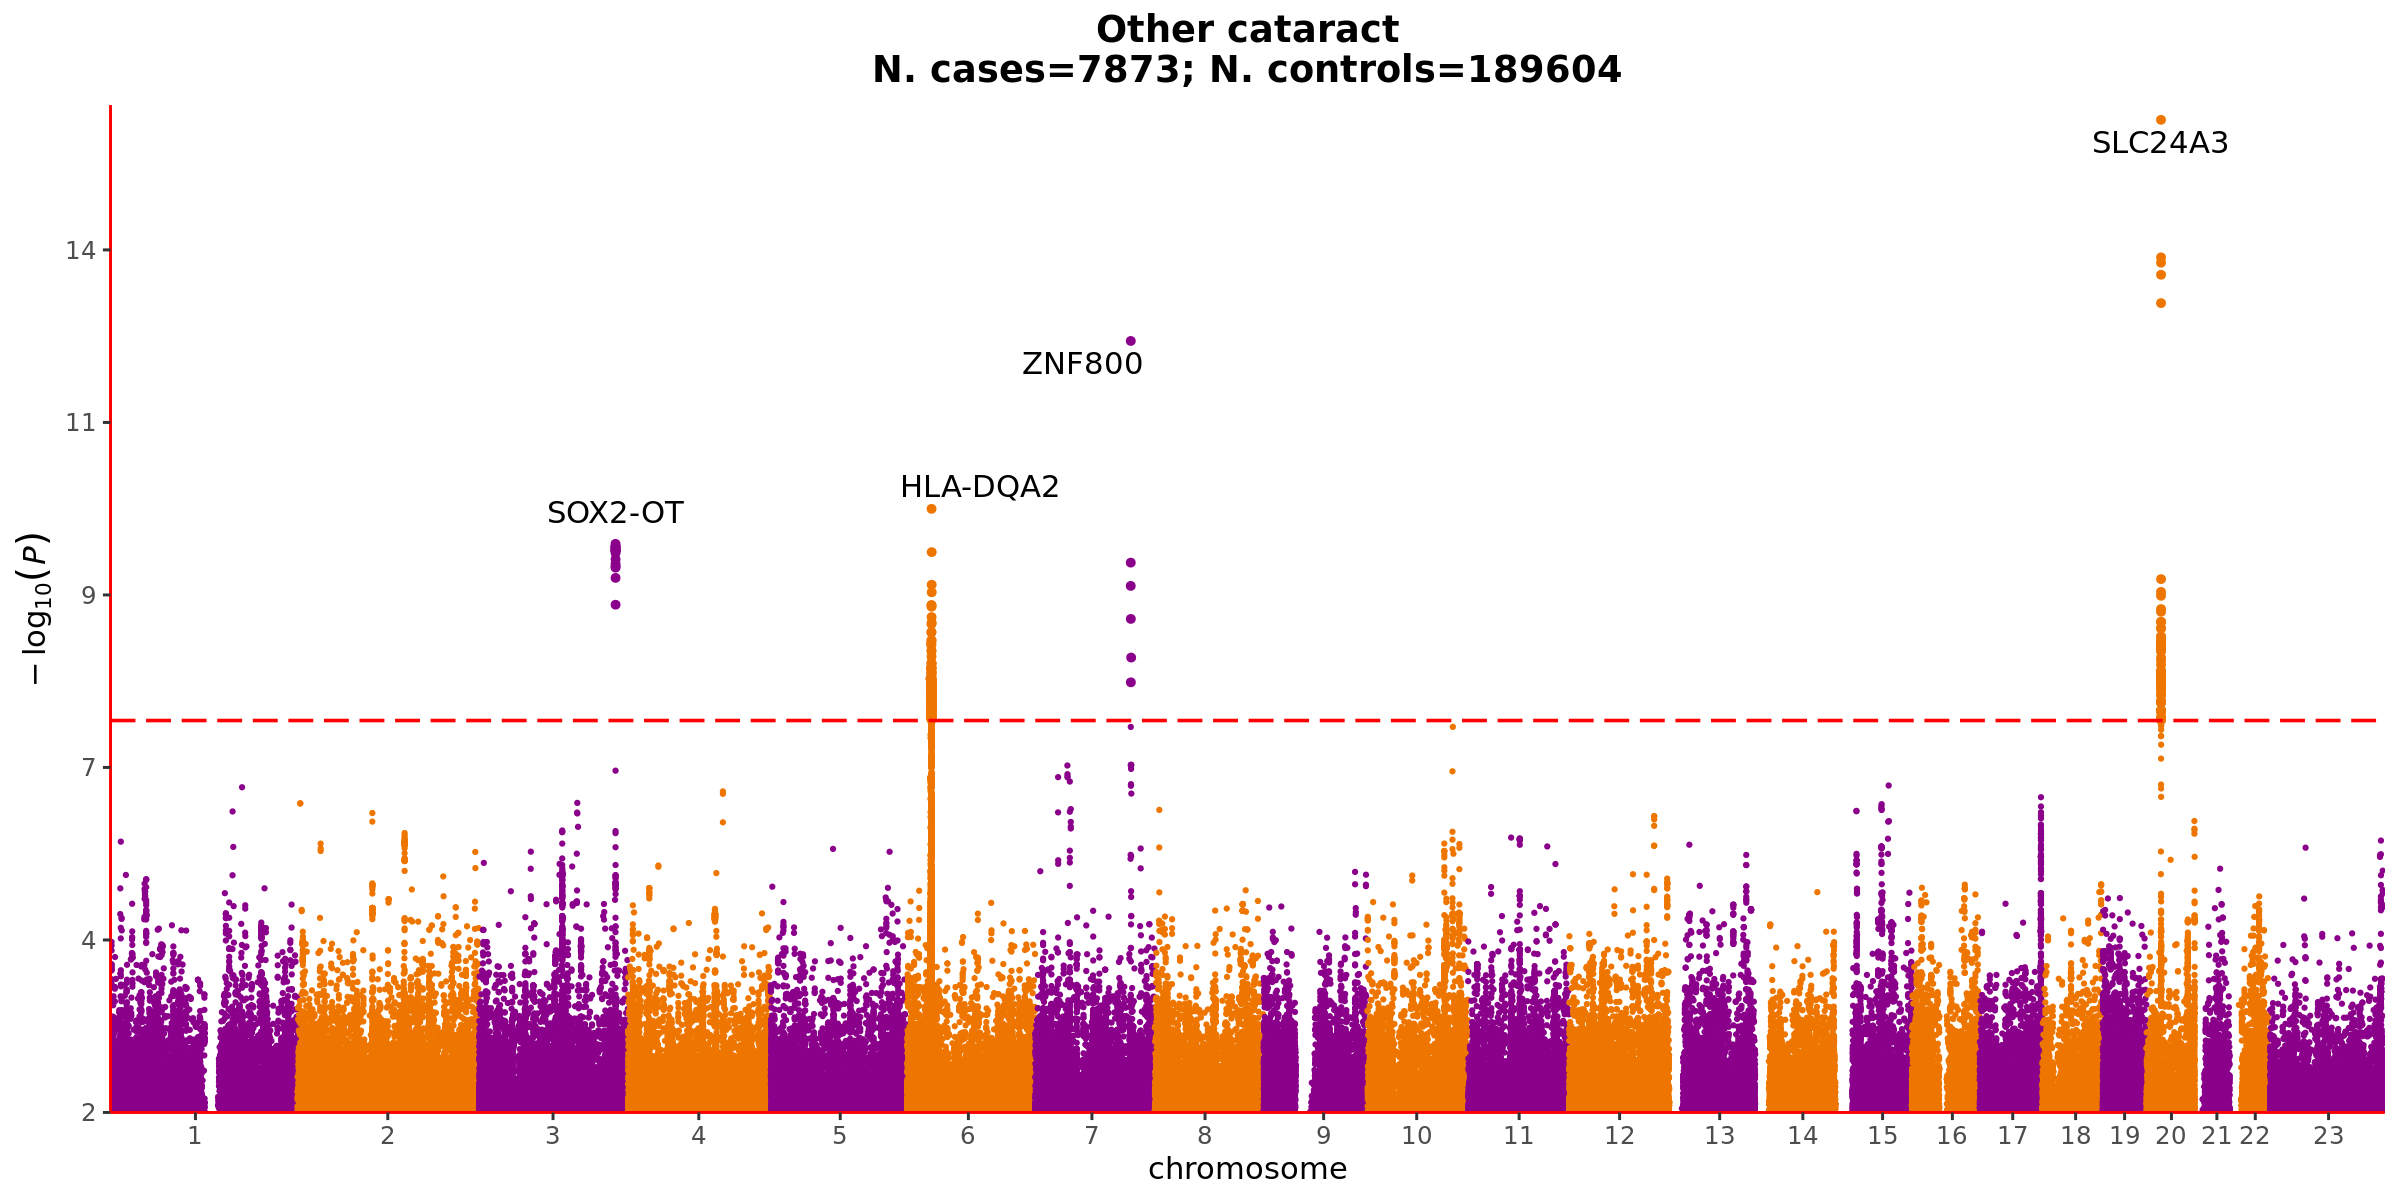 Other cataract
N. cases=7873; N. controls=189604
SLC24A3
14
ZNF800
11
HLA-DQA2
SOX2-OT
9
−log10(P)
7
4
2
1 2 3 4 5 6 7 8 9 10 11 12 13 14 15 16 17 18 19 20 21 22 23
chromosome